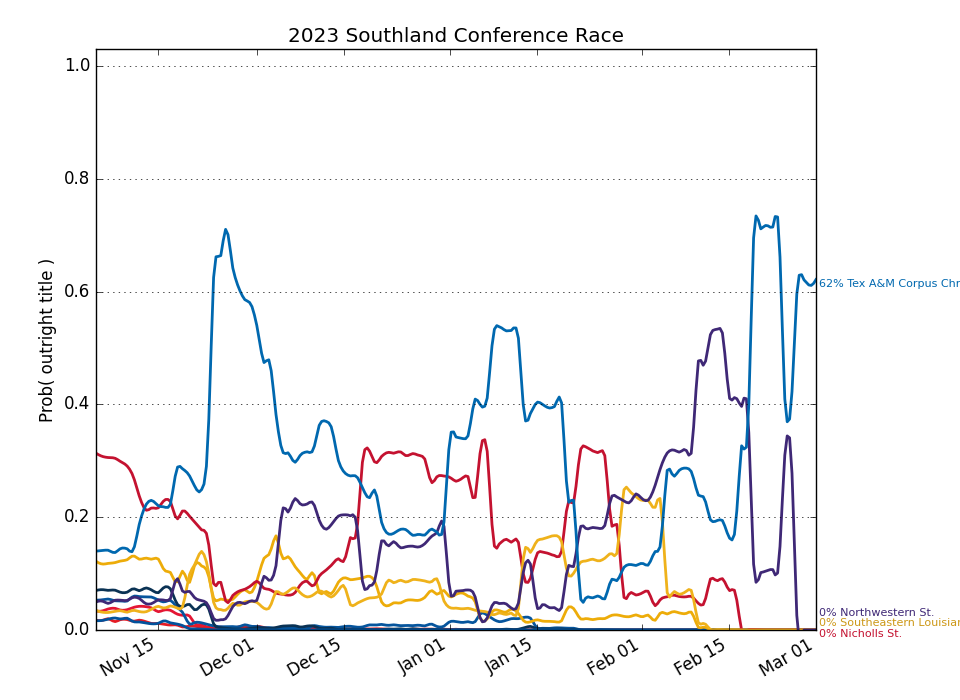 2023 Southland Conference Race
Prob( outright title )
1.0
0.8
0.6
0.4
0.2
0.0
62% Tex A&M Corpus Chr
0% Northwestern St.
0% Southeastern Louisian
0% Nicholls St.
Nov 15
Dec 01
Dec 15
Jan 01
Jan 15
Feb 01
Feb 15
Mar 01